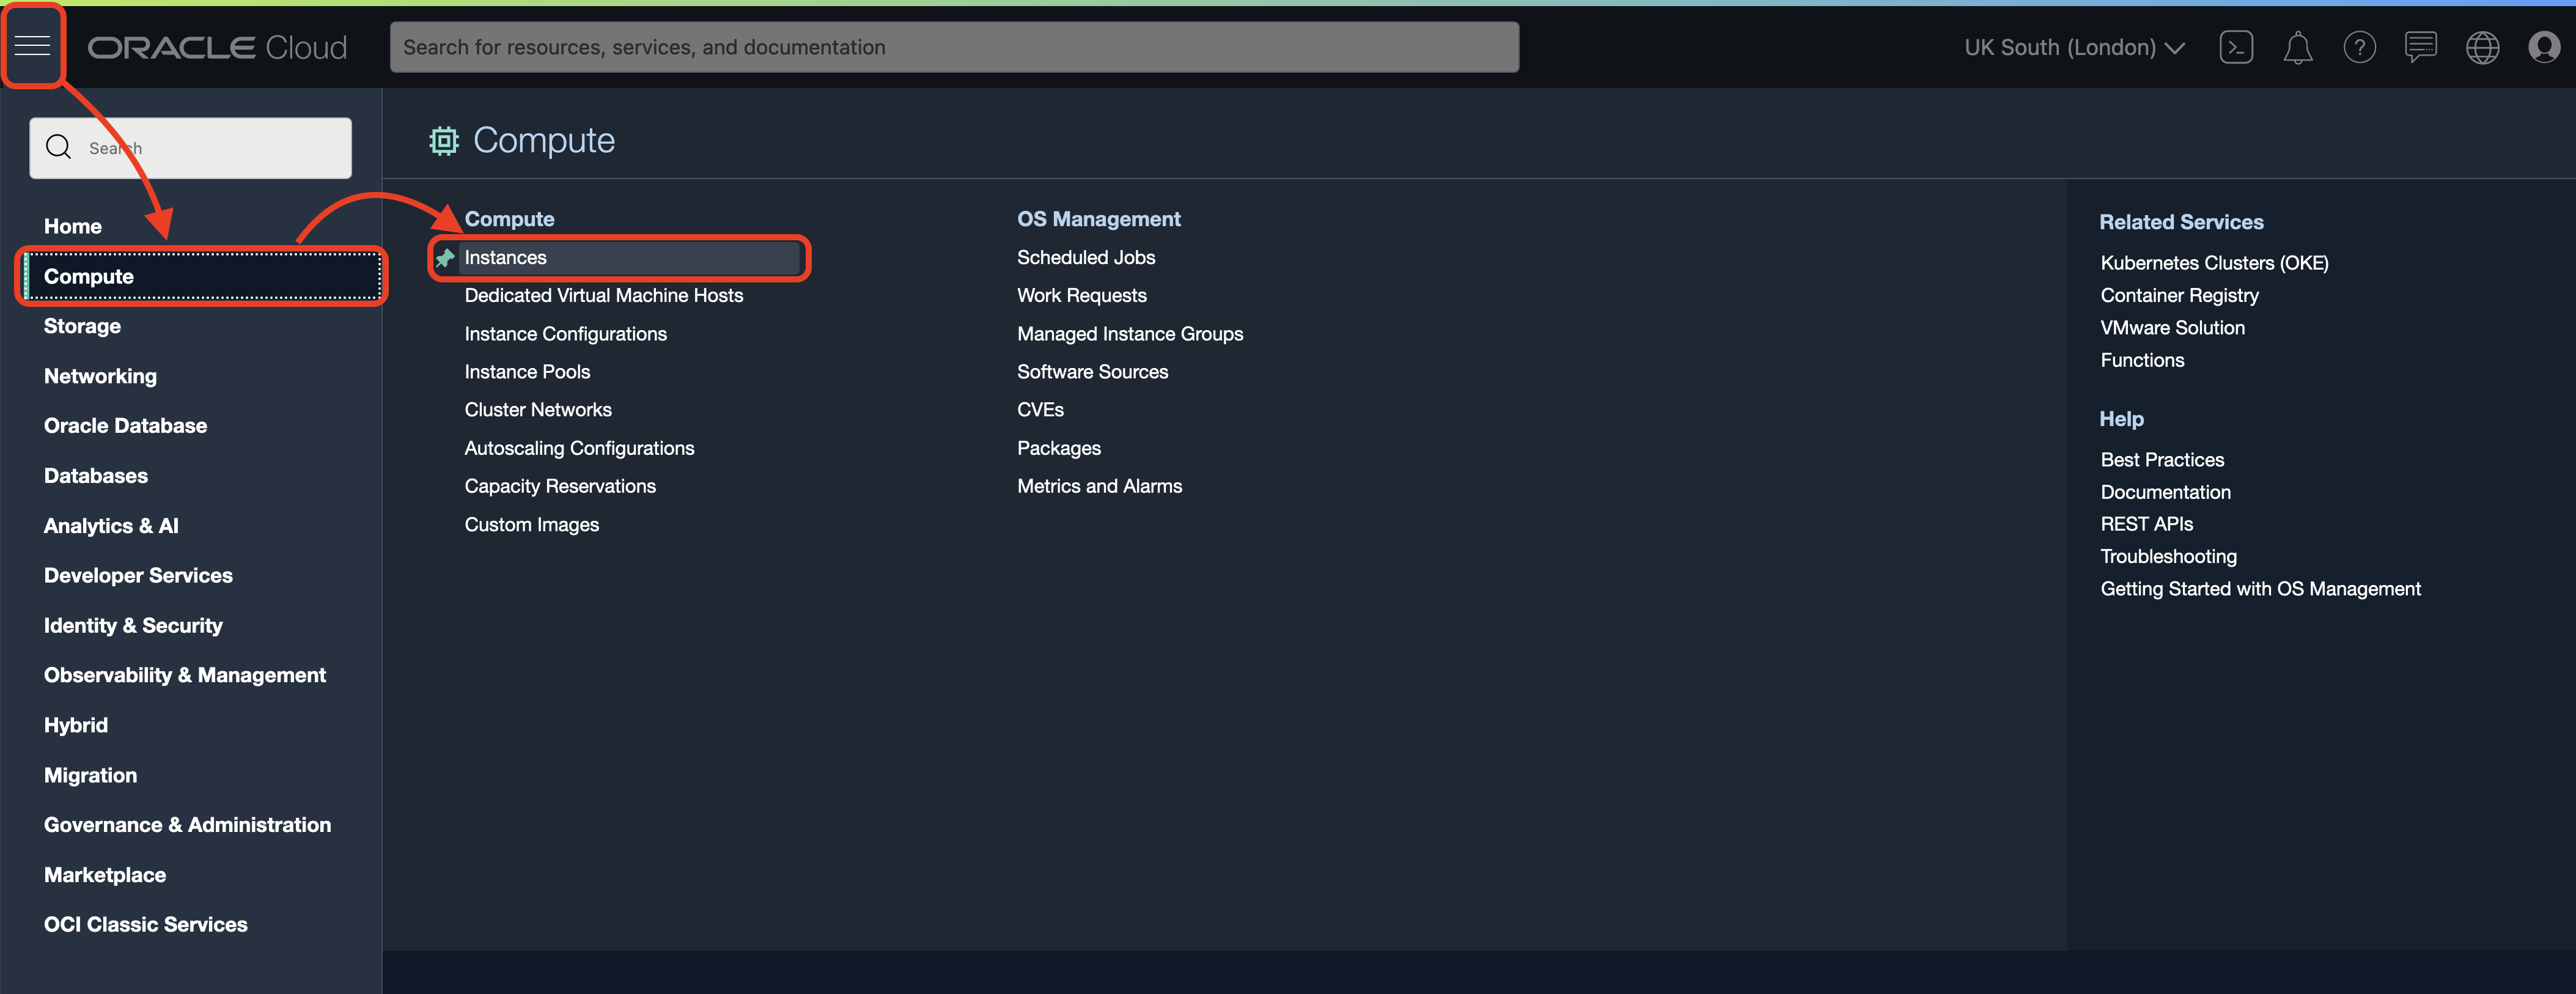 ORACLE Cloud
Search for resources, services, and documentation
UK South (London)
Search
Home
Compute
Storage
Networking
Oracle Database
Databases
Analytics & AI
Developer Services
Identity & Security
Observability & Management
Hybrid
Migration
Governance & Administration
Marketplace
OCI Classic Services
Compute
Compute
Instances
Dedicated Virtual Machine Hosts
Instance Configurations
Instance Pools
Cluster Networks
Autoscaling Configurations
Capacity Reservations
Custom Images
OS Management
Scheduled Jobs
Work Requests
Managed Instance Groups
Software Sources
CVEs
Packages
Metrics and Alarms
Related Services
Kubernetes Clusters (OKE)
Container Registry
VMware Solution
Functions
Help
Best Practices
Documentation
REST APIs
Troubleshooting
Getting Started with OS Management